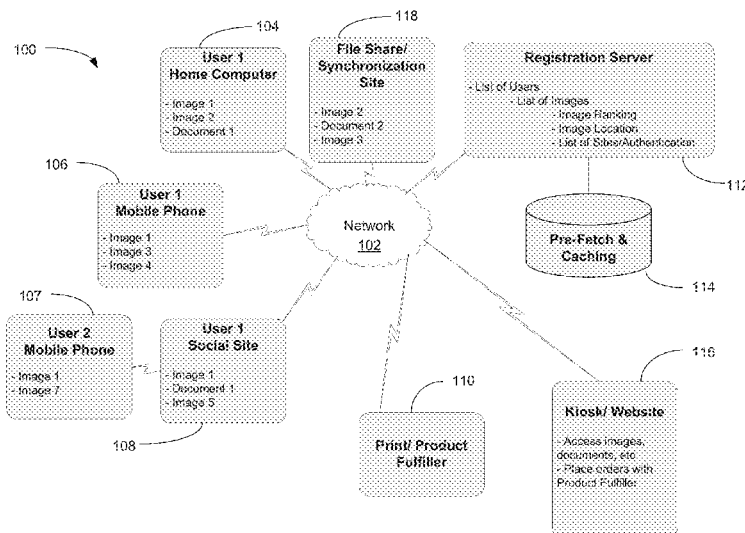 100
104
User 1
Home Computer
- Image 1
- Image 2
- Document 1
118
File Share/
Synchronization
Site
- Image 2
- Document 2
- Image 3
Registration Server
- List of Users
- List of Images
- Image Ranking
- Image Location
- List of Sites/Authentication
112
106
User 1
Mobile Phone
- Image 1
- Image 3
- Image 4
Network
102
Pre-Fetch &
Caching
114
107
User 2
Mobile Phone
- Image 1
- Image 7
User 1
Social Site
- Image 1
- Document 1
- Image 5
108
110
Print/ Product
Fulfiller
116
Kiosk/ Website
- Access images,
documents, etc
- Place orders with
Product Fulfiller